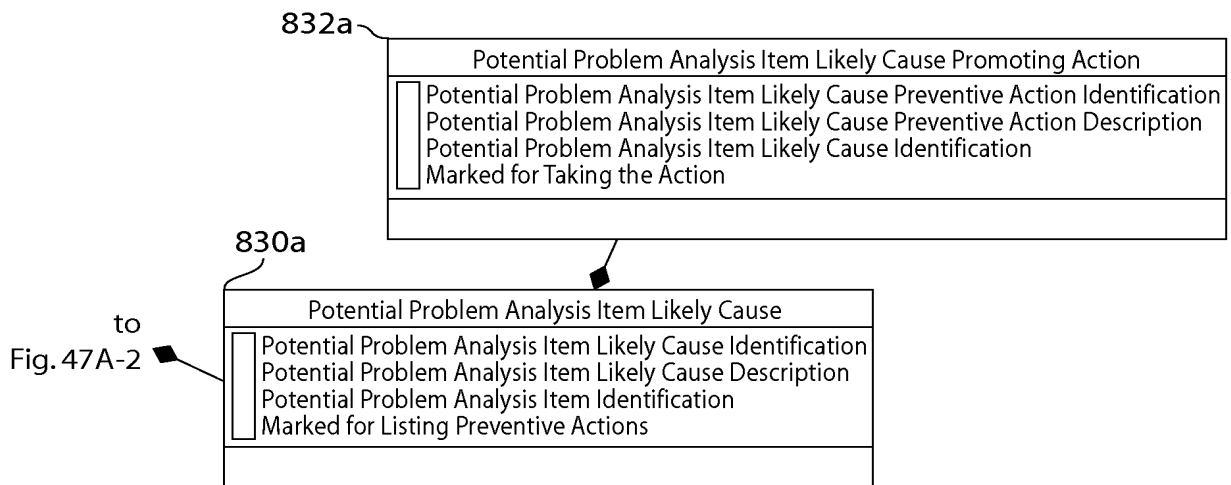 832a
Potential Problem Analysis Item Likely Cause Promoting Action
Potential Problem Analysis Item Likely Cause Preventive Action Identification
Potential Problem Analysis Item Likely Cause Preventive Action Description
Potential Problem Analysis Item Likely Cause Identification
Marked for Taking the Action
830a
Potential Problem Analysis Item Likely Cause
to
Fig. 47A-2
Potential Problem Analysis Item Likely Cause Identification
Potential Problem Analysis Item Likely Cause Description
Potential Problem Analysis Item Identification
Marked for Listing Preventive Actions